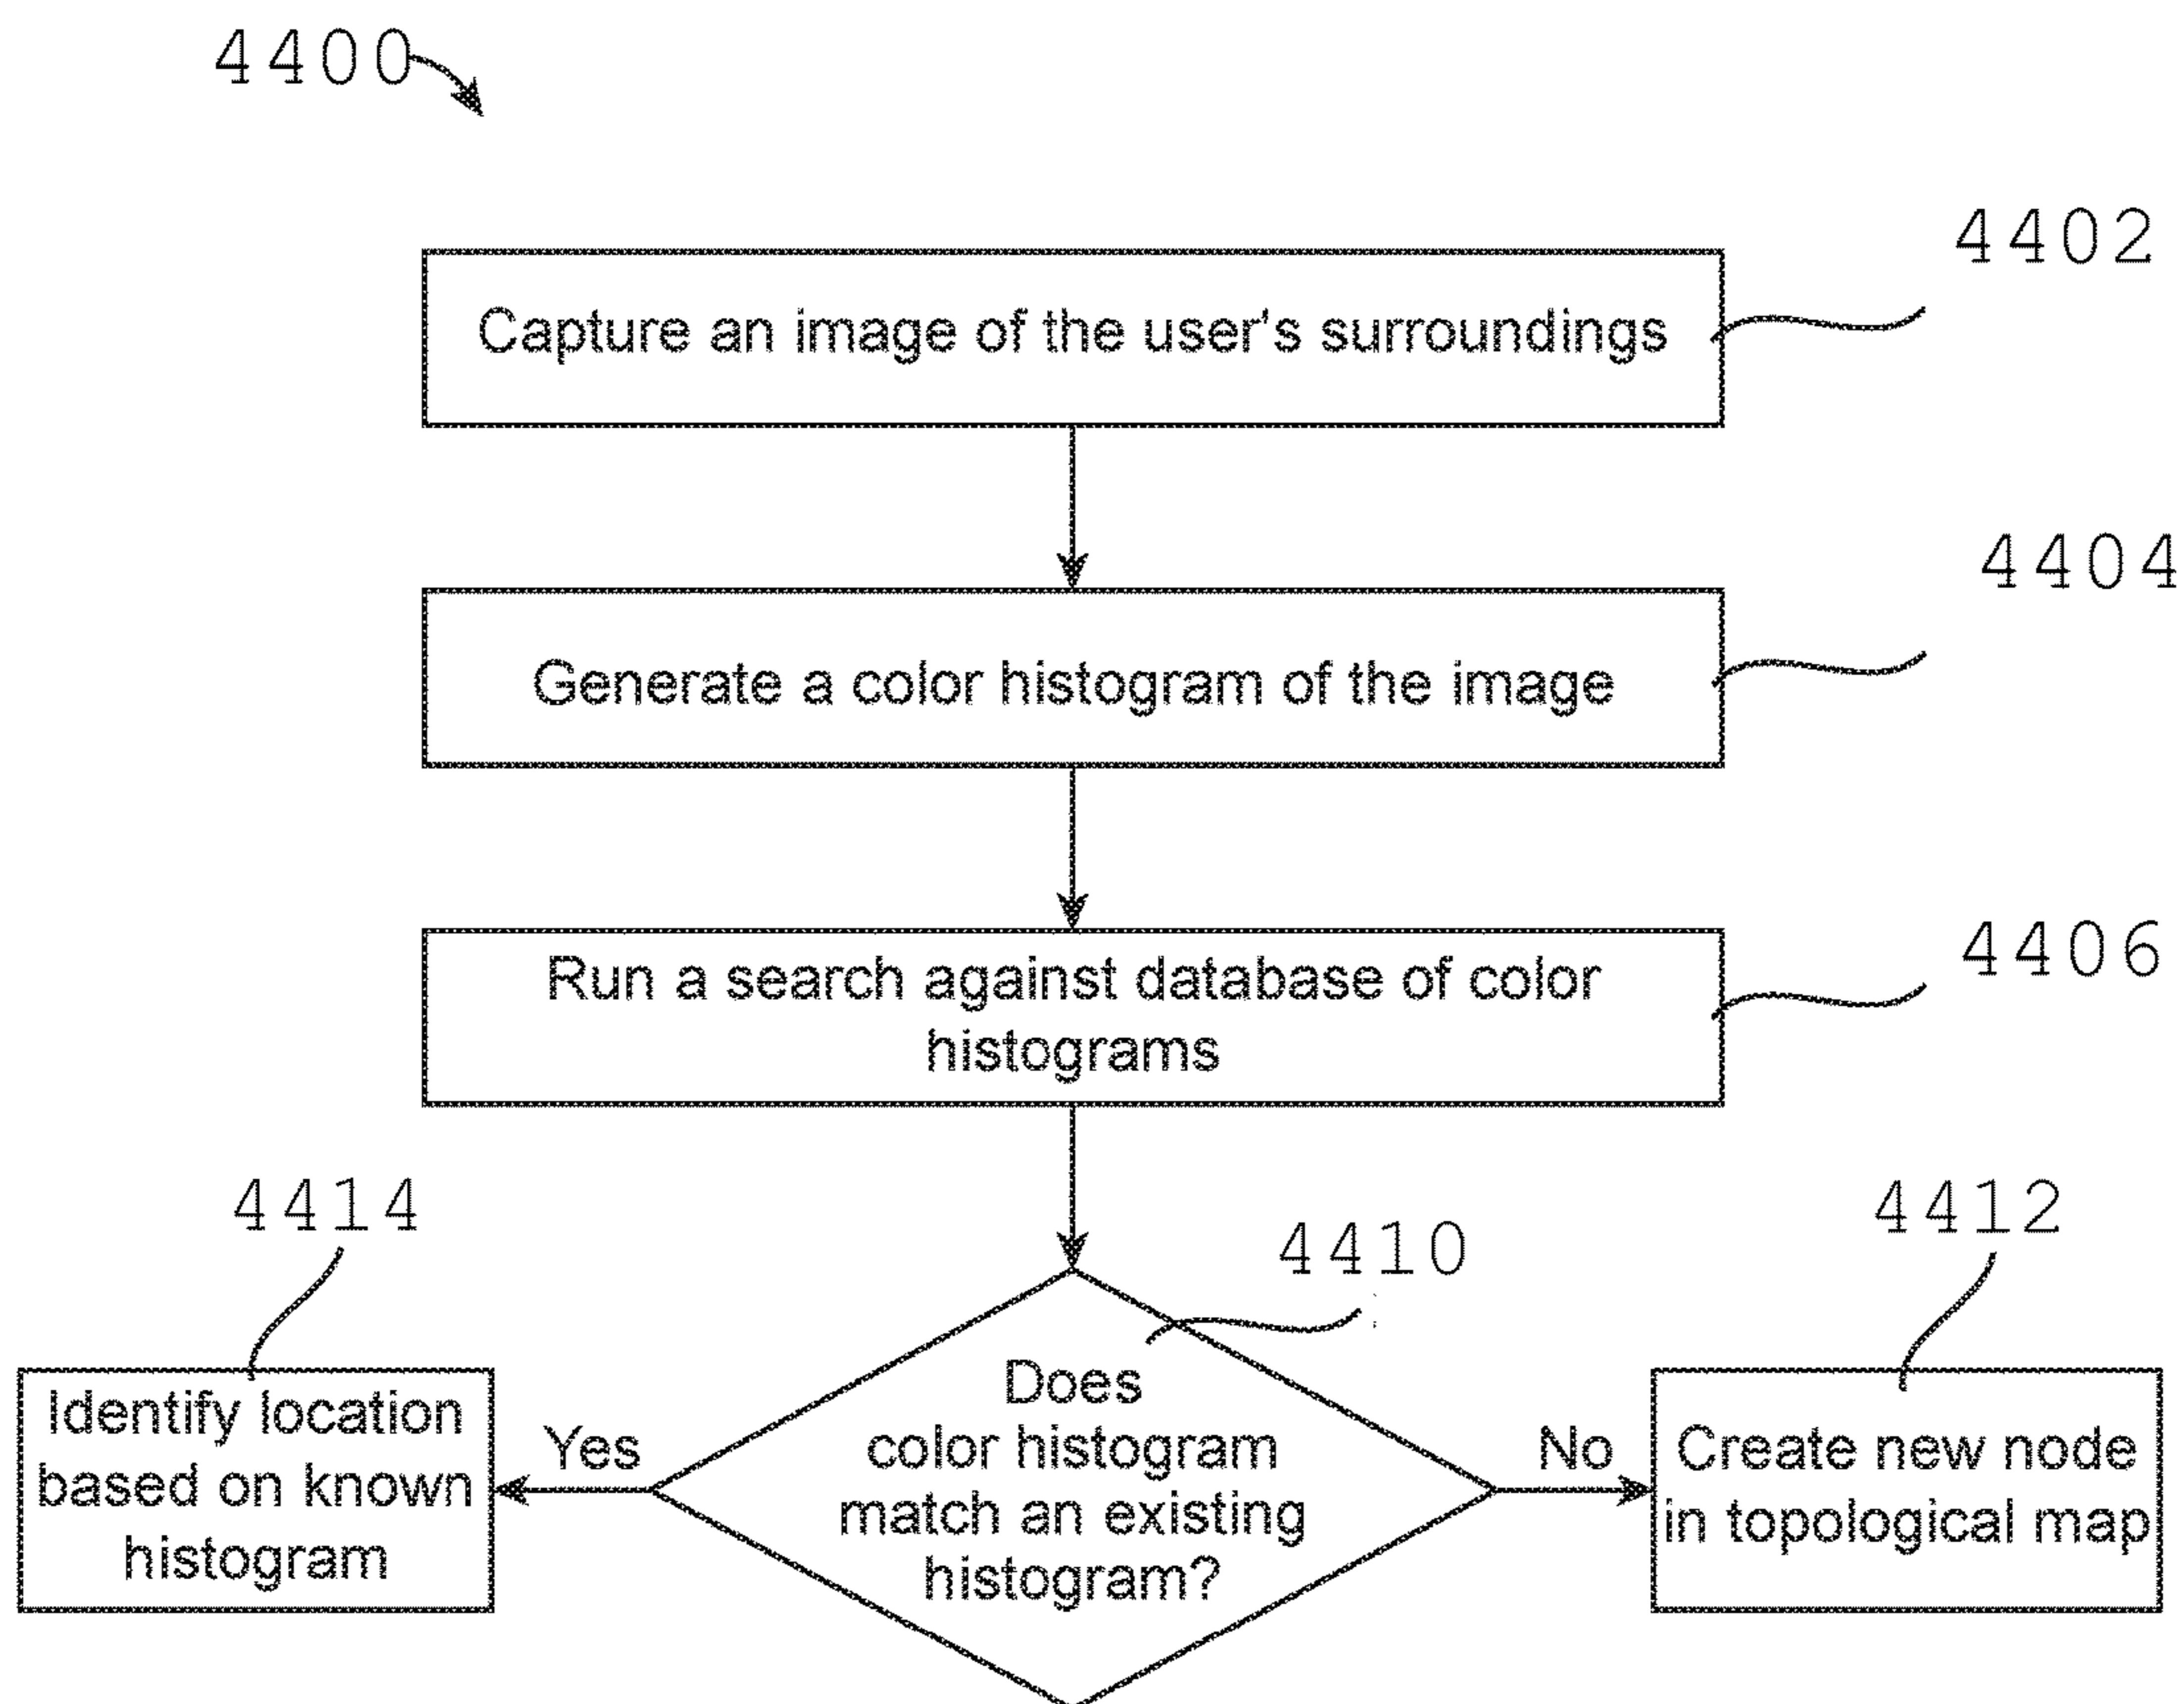 4400
4402
Capture an image of the user's surroundings
4404
Generate a color histogram of the image
4406
Run a search against database of color
histograms
4414
4410
4412
Identify location
based on known
histogram
Yes
Does
color histogram
match an existing
histogram?
No
Create new node
in topological map